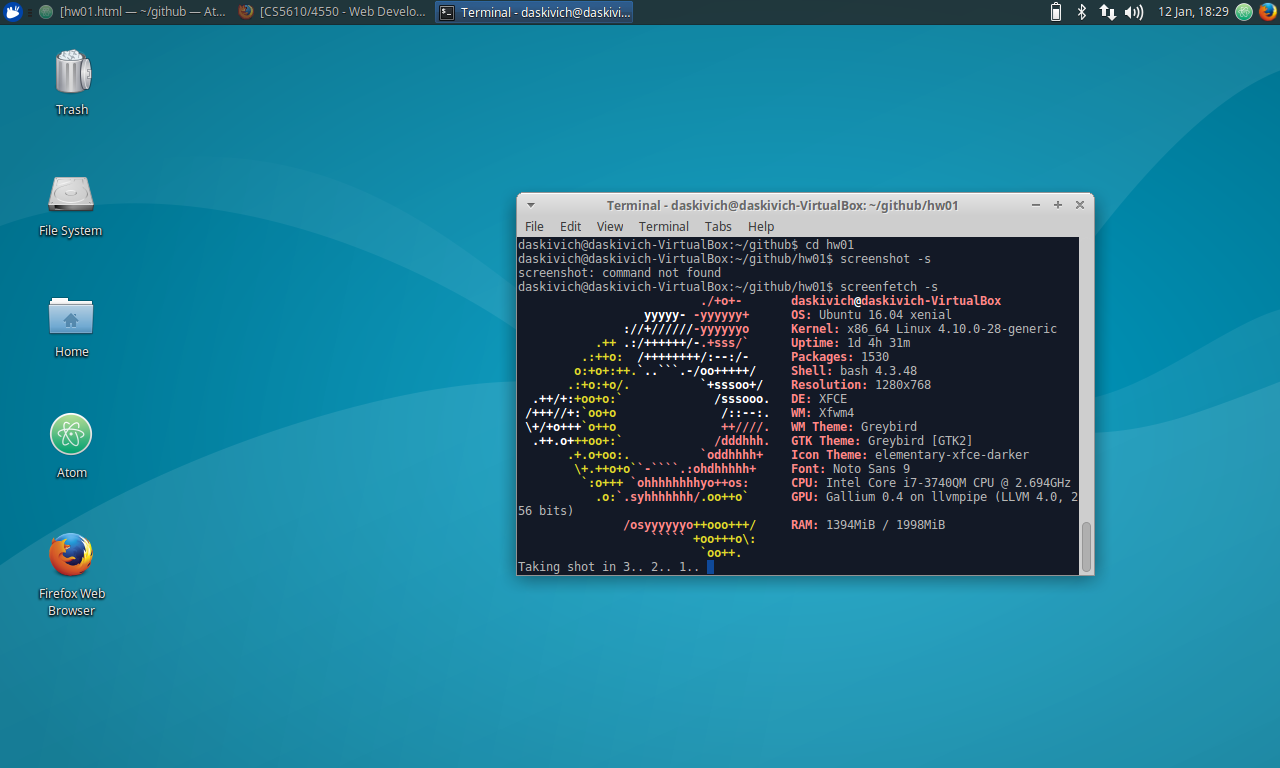 [hw01.html — ~/github — At... [CS5610/4550 - Web Develo... Terminal - daskivich@daskivi... 12 Jan, 18:29
Trash
File System
Home
Atom
Firefox Web
Browser
Terminal - daskivich@daskivich-VirtualBox: ~/github/hw01
File Edit View Terminal Tabs Help
daskivich@daskivich-VirtualBox:~/github$ cd hw01
daskivich@daskivich-VirtualBox:~/github/hw01$ screenshot -s
screenshot: command not found
daskivich@daskivich-VirtualBox:~/github/hw01$ screenfetch -s
./+o+- daskivich@daskivich-VirtualBox
yyyyy- -yyyyyy+ OS: Ubuntu 16.04 xenial
://+//////-yyyyyyo Kernel: x86_64 Linux 4.10.0-28-generic
.++ .:/++++++/-.+sss/` Uptime: 1d 4h 31m
.:++o: /++++++++/:--:/- Packages: 1530
o:+o+:++.`..```.-/oo+++++/ Shell: bash 4.3.48
.:+o:+o/. `+sssoo+/ Resolution: 1280x768
.++/+:+oo+o:` /sssooo. DE: XFCE
/+++//+:`oo+o /::--:. WM: Xfwm4
\+/+o+++`o++o ++////. WM Theme: Greybird
.++.o+++oo+:` /dddhhh. GTK Theme: Greybird [GTK2]
.+.o+oo:. `oddhhhh+ Icon Theme: elementary-xfce-darker
\+.++o+o``-````.:ohdhhhhh+ Font: Noto Sans 9
`:o+++ `ohhhhhhhhyo++os: CPU: Intel Core i7-3740QM CPU @ 2.694GHz
.o:`.syhhhhhhh/.oo++o` GPU: Gallium 0.4 on llvmpipe (LLVM 4.0, 2
56 bits)
/osyyyyyyo++ooo+++/ RAM: 1394MiB / 1998MiB
````` +oo+++o\:
`oo++.
Taking shot in 3.. 2.. 1..